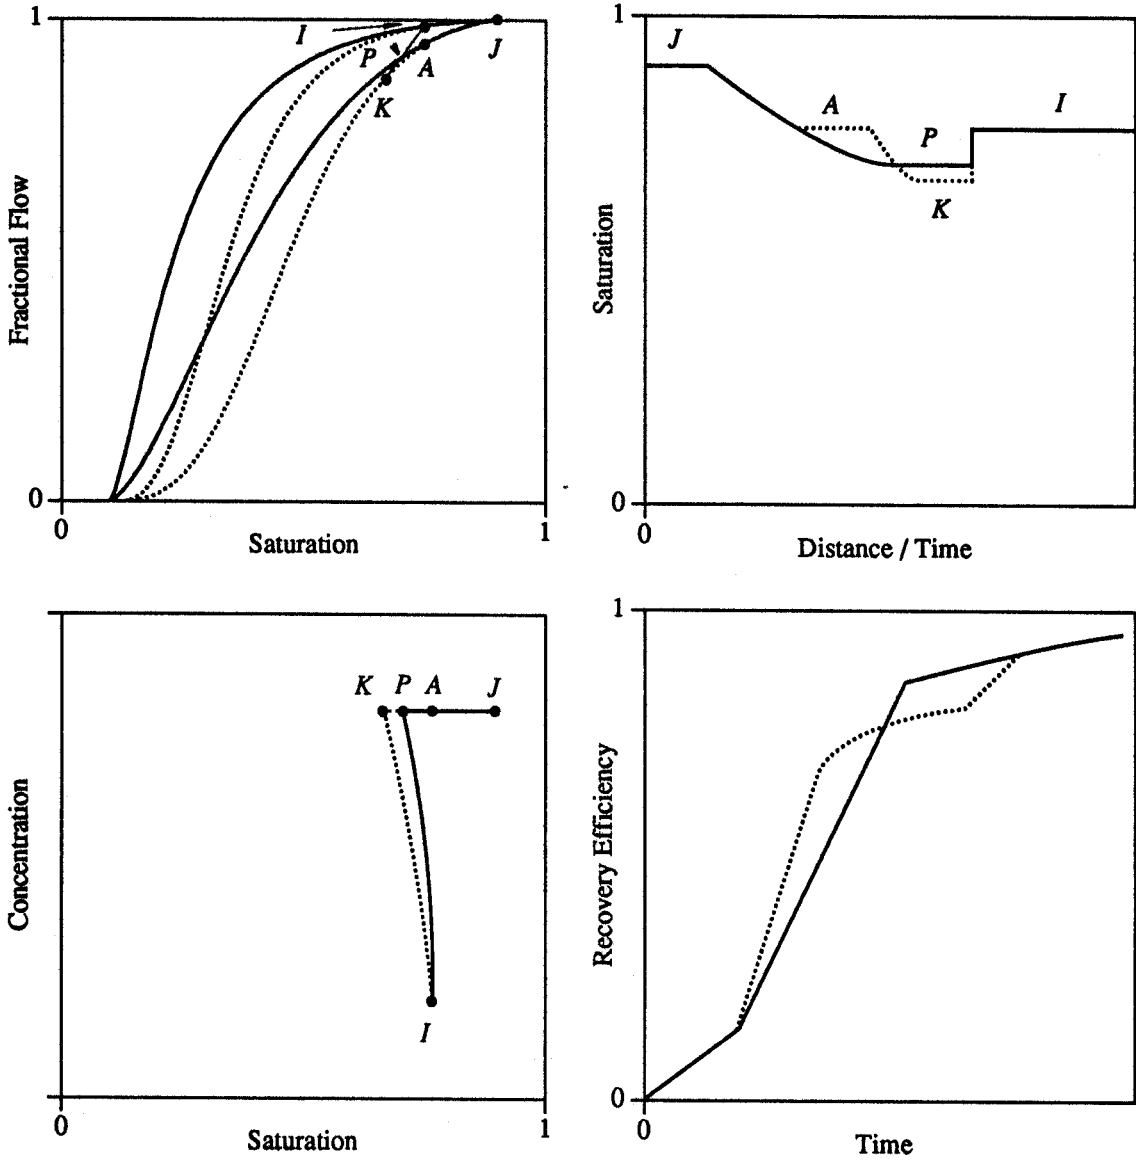 1
I
P
A
J
K
Fractional Flow
0
0
Saturation
1
1
J
A
P
I
K
Saturation
0
0
Distance / Time
K P A J
Concentration
I
0
Saturation
1
1
Recovery Efficiency
0
0
Time